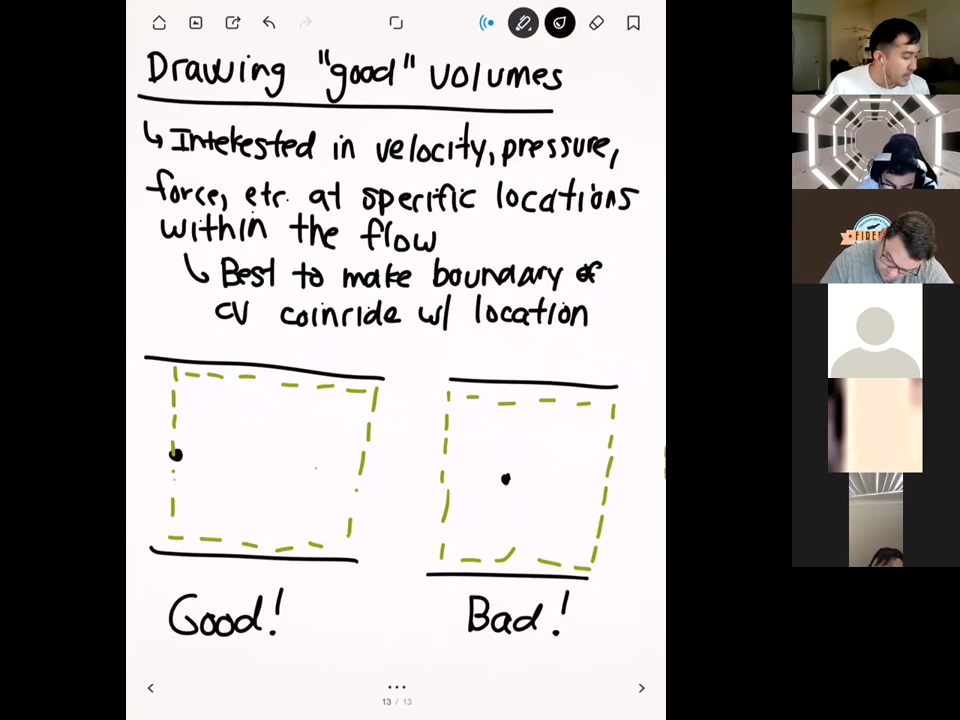 Drawing "good" volumes
↳ Interested in velocity, pressure,
force, etc. at specific locations
within the flow
↳ Best to make boundary of
CV coincide w/ location
Good!
Bad!
13 / 13